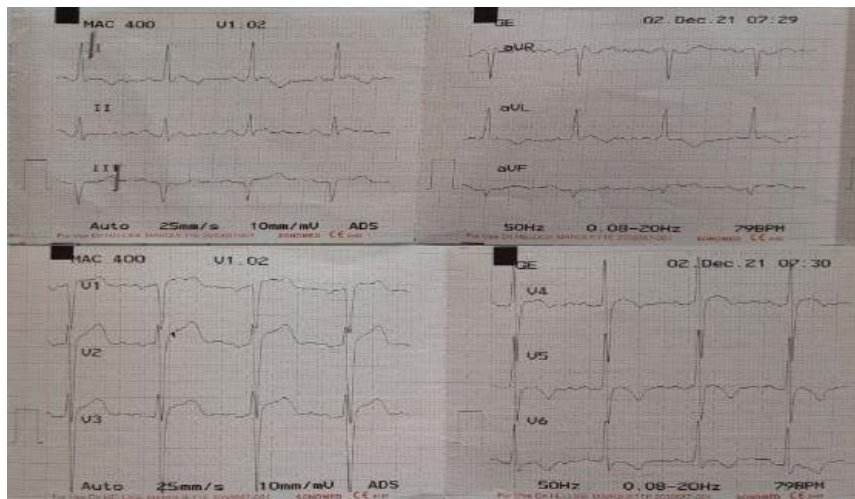 MAC 400 V1.02
I
II
III
Auto 25mm/s 10mm/mV ADS
GE 02.Dec.21 07:29
aVR
aVL
aVF
50Hz 0.08-20Hz 79BPM
MAC 400 V1.02
V1
V2
V3
Auto 25mm/s 10mm/mV ADS
GE 02.Dec.21 07:30
V4
V5
V6
50Hz 0.08-20Hz 79BPM